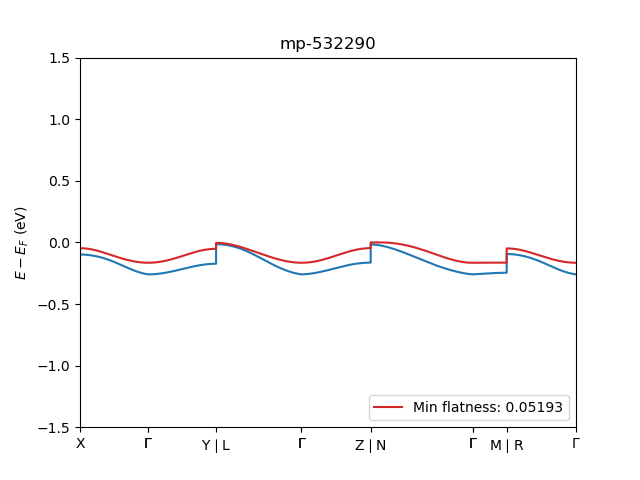 mp-532290
1.5
1.0
0.5
0.0
−0.5
−1.0
−1.5
E − E_F (eV)
Min flatness: 0.05193
X Γ Y | L Γ Z | N Γ M | R Γ